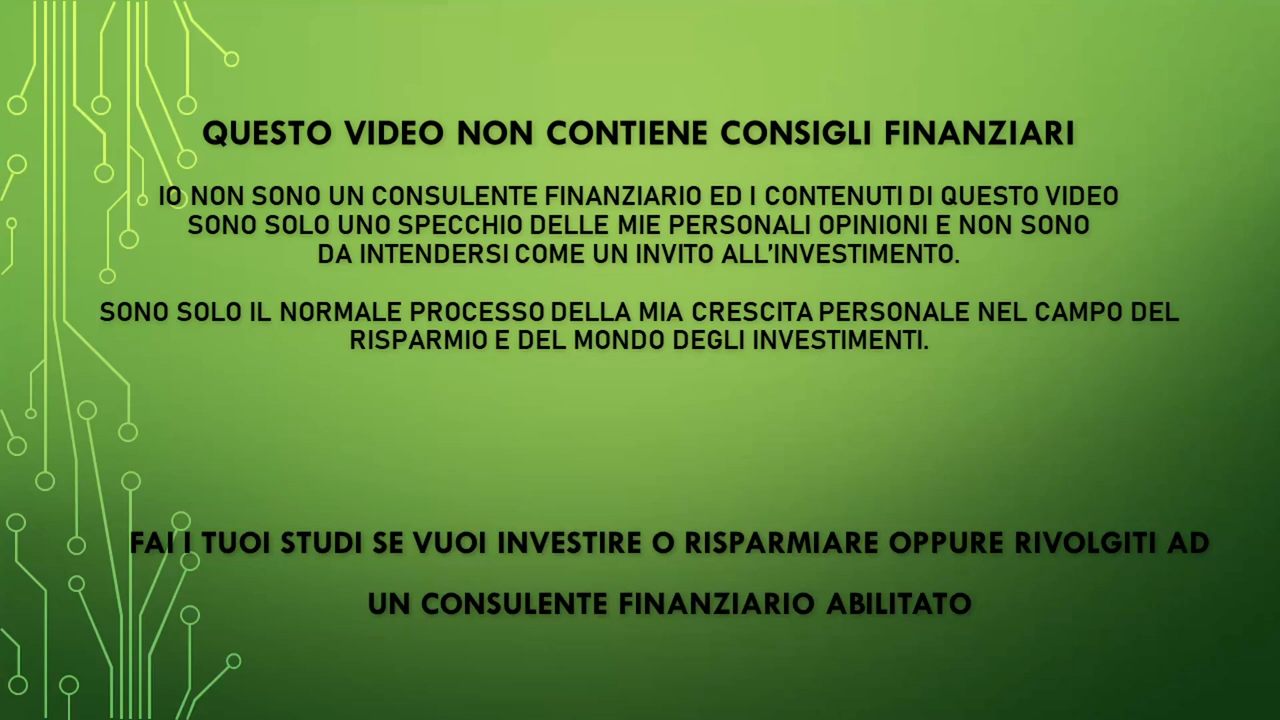 QUESTO VIDEO NON CONTIENE CONSIGLI FINANZIARI
IO NON SONO UN CONSULENTE FINANZIARIO ED I CONTENUTI DI QUESTO VIDEO
SONO SOLO UNO SPECCHIO DELLE MIE PERSONALI OPINIONI E NON SONO
DA INTENDERSI COME UN INVITO ALL'INVESTIMENTO.
SONO SOLO IL NORMALE PROCESSO DELLA MIA CRESCITA PERSONALE NEL CAMPO DEL
RISPARMIO E DEL MONDO DEGLI INVESTIMENTI.
FAI I TUOI STUDI SE VUOI INVESTIRE O RISPARMIARE OPPURE RIVOLGITI AD
UN CONSULENTE FINANZIARIO ABILITATO